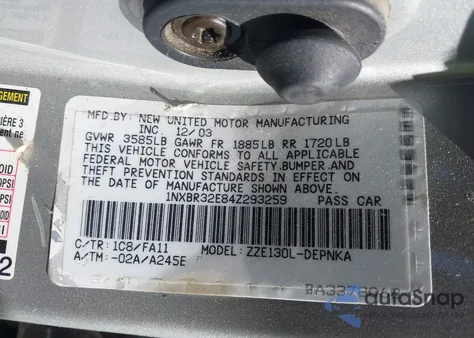 MFD.BY: NEW UNITED MOTOR MANUFACTURING
INC. 12/03
GVWR 3585LB GAWR FR 1885LB RR 1720LB
THIS VEHICLE CONFORMS TO ALL APPLICABLE
FEDERAL MOTOR VEHICLE SAFETY,BUMPER,AND
THEFT PREVENTION STANDARDS IN EFFECT ON
THE DATE OF MANUFACTURE SHOWN ABOVE.
1NXBR32E84Z293259 PASS CAR
C/TR:1C8/FA11 MODEL:ZZE130L-DEPNKA
A/TM:-02A/A245E
autoSnap